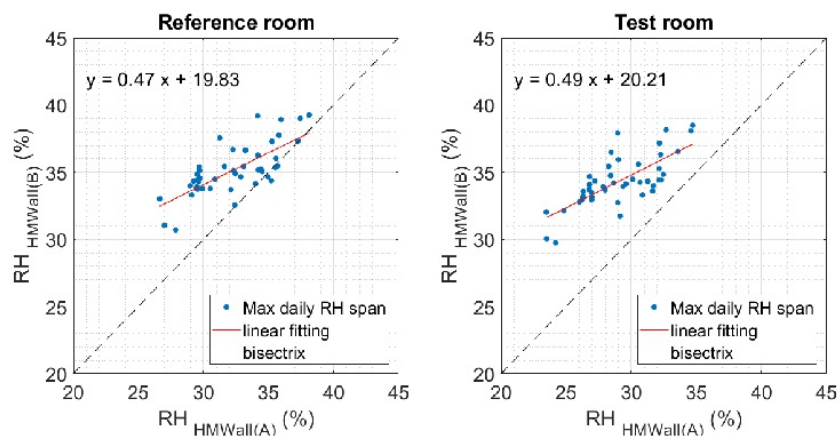 Reference room
45
40
35
30
25
20
y = 0.47 x + 19.83
RH HMWall(B) (%)
Max daily RH span
linear fitting
bisectrix
20 25 30 35 40 45
RH HMWall(A) (%)
Test room
45
40
35
30
25
20
y = 0.49 x + 20.21
RH HMWall(B) (%)
Max daily RH span
linear fitting
bisectrix
20 25 30 35 40 45
RH HMWall(A) (%)